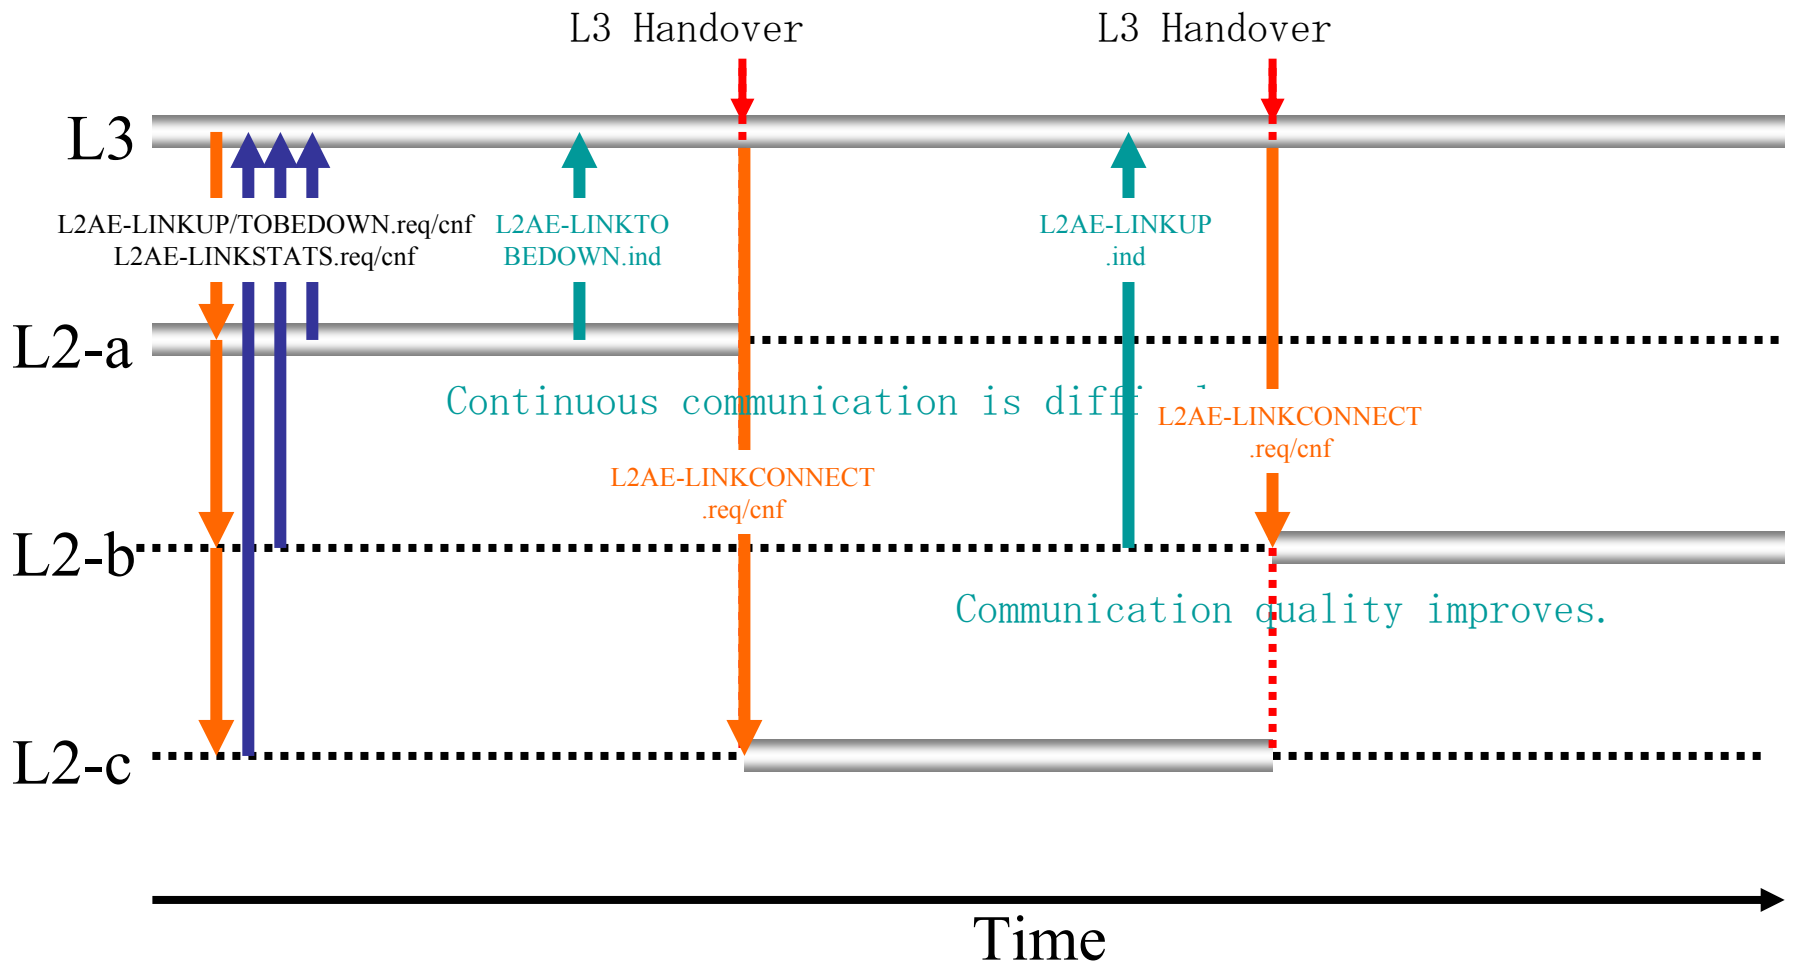 L3 Handover
L3 Handover
L3
L2AE-LINKUP/TOBEDOWN.req/cnf
L2AE-LINKSTATS.req/cnf
L2AE-LINKTO
BEDOWN.ind
L2AE-LINKUP
.ind
L2-a
Continuous communication is
L2AE-LINKCONNECT
.req/cnf
L2AE-LINKCONNECT
.req/cnf
L2-b
Communication quality improves.
L2-c
Time